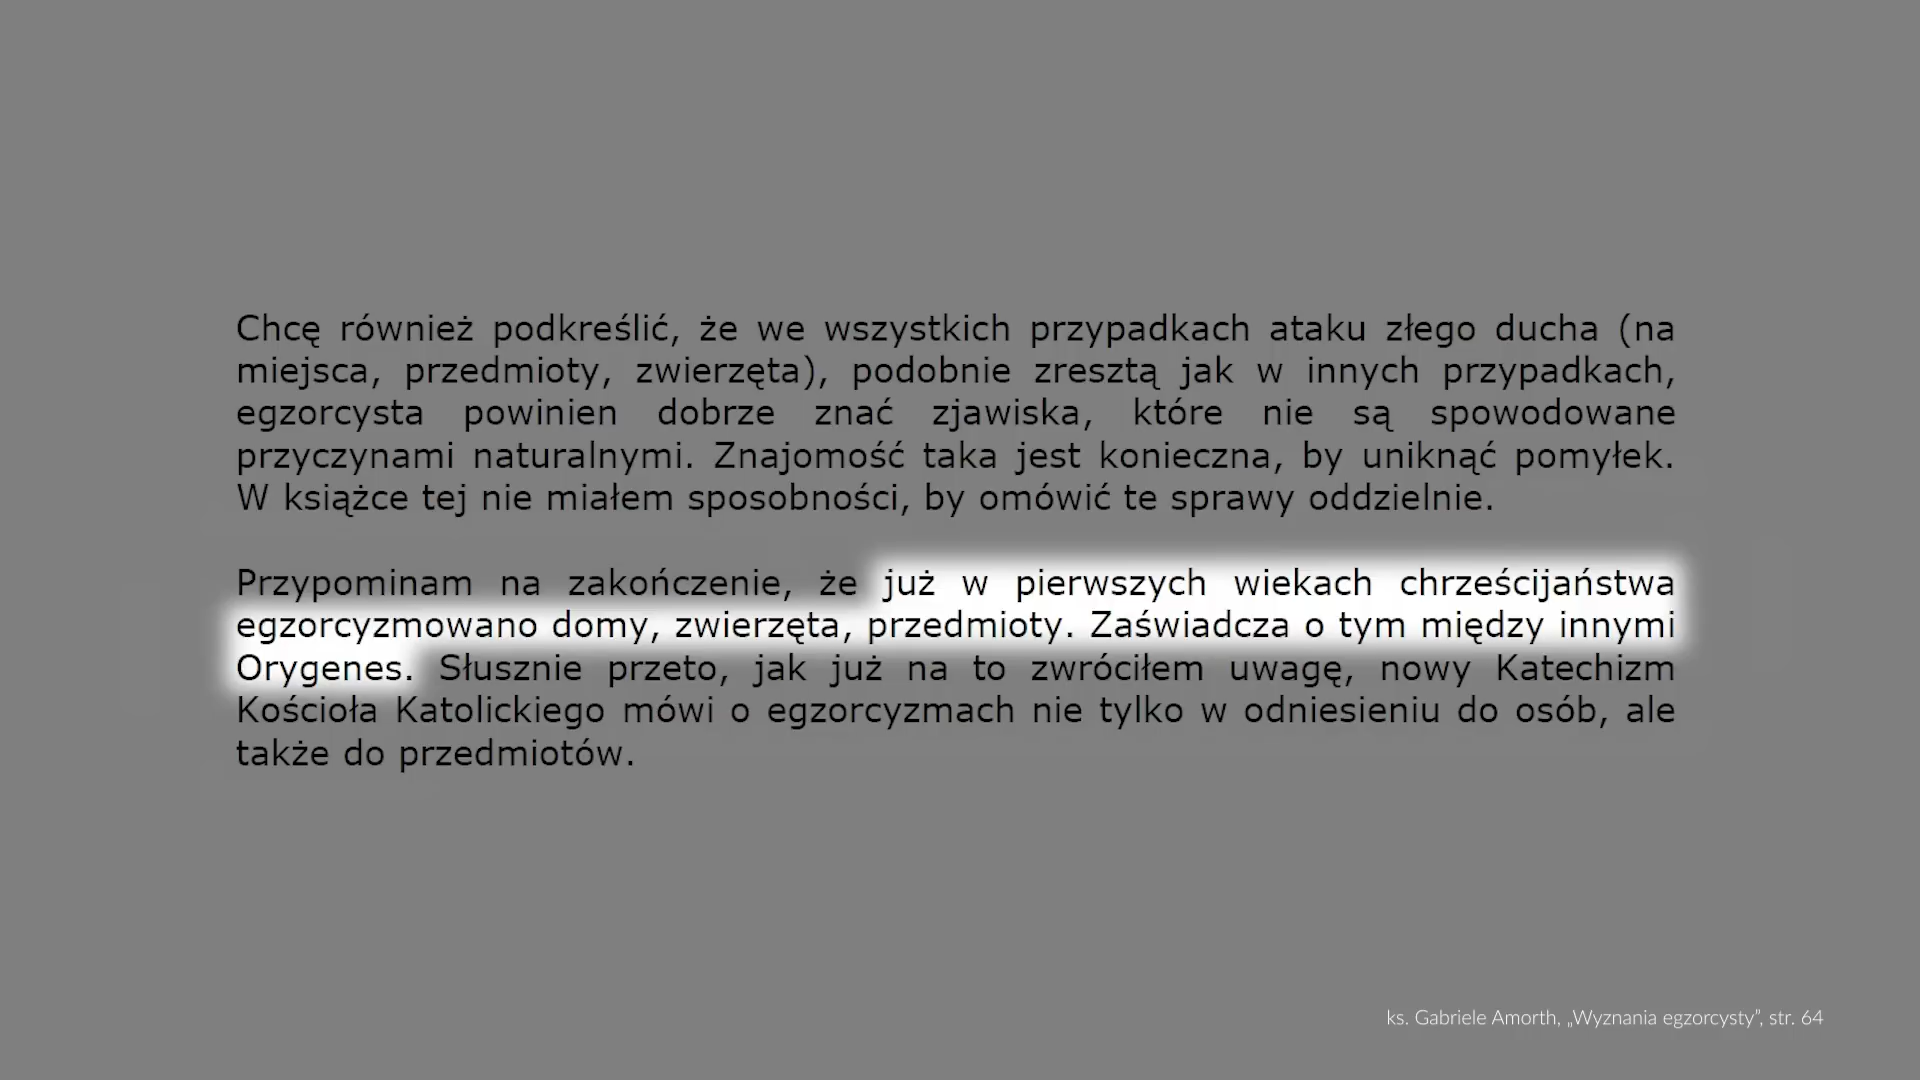 Chcę również podkreślić, że we wszystkich przypadkach ataku złego ducha (na
miejsca, przedmioty, zwierzęta), podobnie zresztą jak w innych przypadkach,
egzorcysta powinien dobrze znać zjawiska, które nie są spowodowane
przyczynami naturalnymi. Znajomość taka jest konieczna, by uniknąć pomyłek.
W książce tej nie miałem sposobności, by omówić te sprawy oddzielnie.
Przypominam na zakończenie, że już w pierwszych wiekach chrześcijaństwa
egzorcyzmowano domy, zwierzęta, przedmioty. Zaświadcza o tym między innymi
Orygenes. Słusznie przeto, jak już na to zwróciłem uwagę, nowy Katechizm
Kościoła Katolickiego mówi o egzorcyzmach nie tylko w odniesieniu do osób, ale
także do przedmiotów.
ks. Gabriele Amorth, „Wyznania egzorcysty”, str. 64